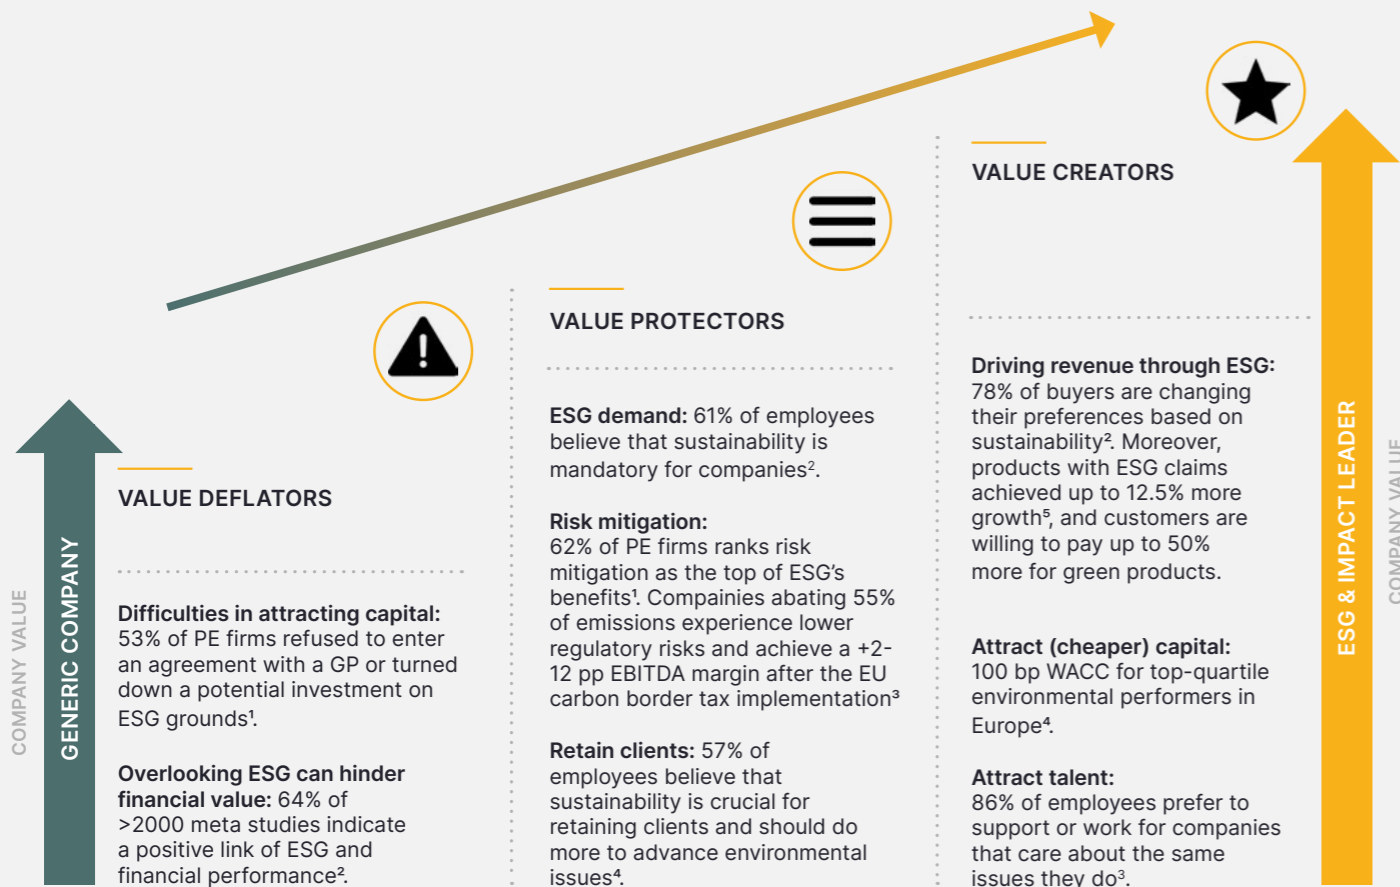 COMPANY VALUE
GENERIC COMPANY
VALUE DEFLATORS
Difficulties in attracting capital:
53% of PE firms refused to enter
an agreement with a GP or turned
down a potential investment on
ESG grounds¹.
Overlooking ESG can hinder
financial value: 64% of
>2000 meta studies indicate
a positive link of ESG and
financial performance².
VALUE PROTECTORS
ESG demand: 61% of employees
believe that sustainability is
mandatory for companies².
Risk mitigation:
62% of PE firms ranks risk
mitigation as the top of ESG’s
benefits¹. Compainies abating 55%
of emissions experience lower
regulatory risks and achieve a +2-
12 pp EBITDA margin after the EU
carbon border tax implementation³
Retain clients: 57% of
employees believe that
sustainability is crucial for
retaining clients and should do
more to advance environmental
issues⁴.
VALUE CREATORS
Driving revenue through ESG:
78% of buyers are changing
their preferences based on
sustainability². Moreover,
products with ESG claims
achieved up to 12.5% more
growth⁵, and customers are
willing to pay up to 50%
more for green products.
Attract (cheaper) capital:
100 bp WACC for top-quartile
environmental performers in
Europe⁴.
Attract talent:
86% of employees prefer to
support or work for companies
that care about the same
issues they do³.
ESG & IMPACT LEADER
COMPANY VALUE